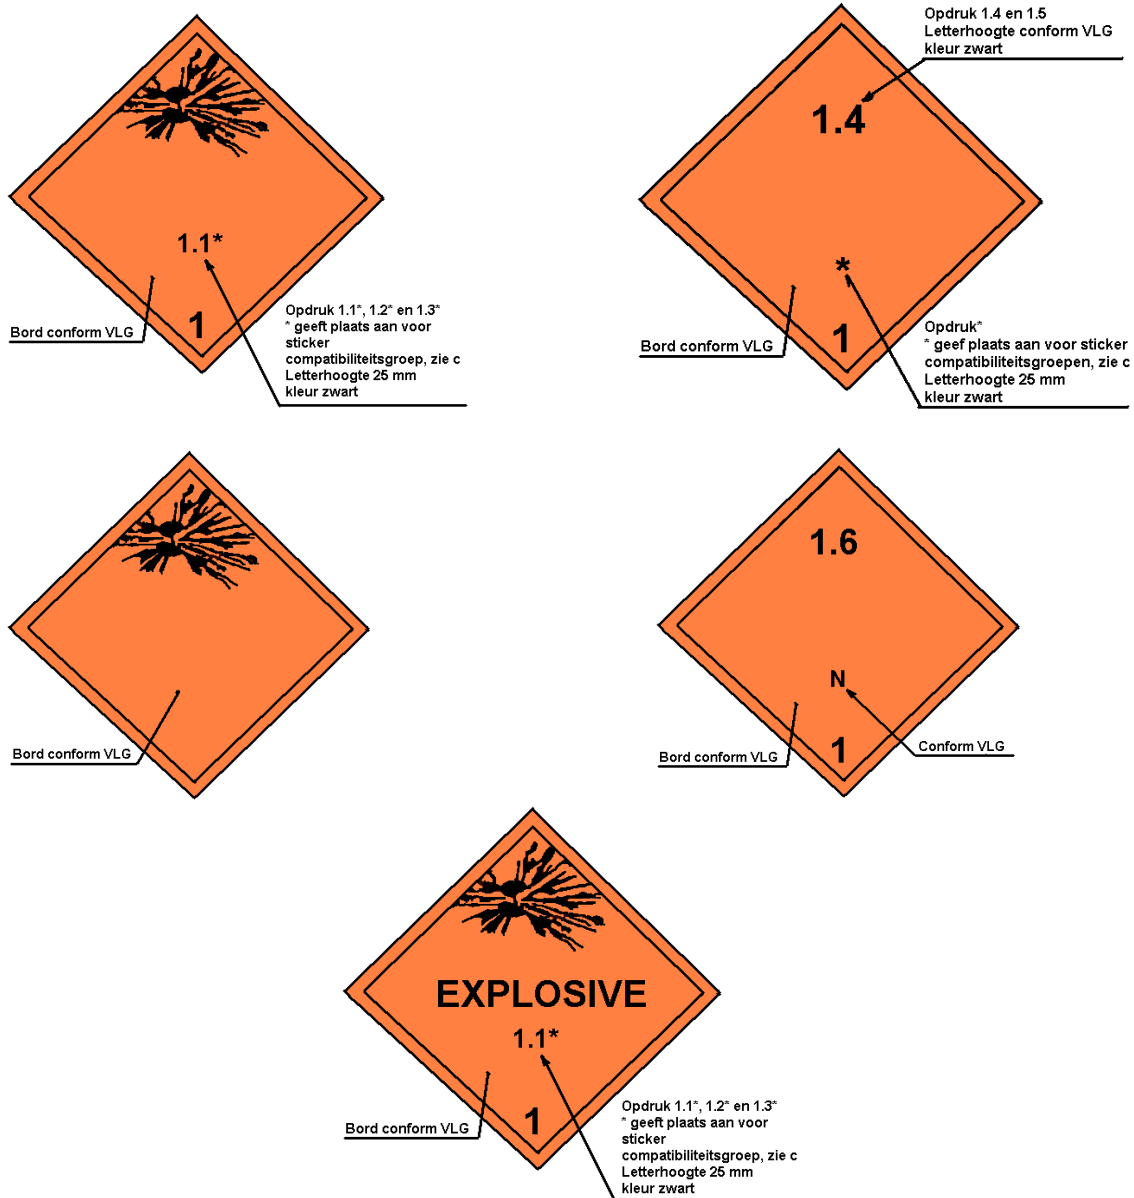 1.1*
1
Bord conform VLG
Opdruk 1.1*, 1.2* en 1.3*
* geeft plaats aan voor
sticker
compatibiliteitsgroep, zie c
Letterhoogte 25 mm
kleur zwart
Opdruk 1.4 en 1.5
Letterhoogte conform VLG
kleur zwart
1.4
*
1
Bord conform VLG
Opdruk*
* geef plaats aan voor sticker
compatibiliteitsgroepen, zie c
Letterhoogte 25 mm
kleur zwart
Bord conform VLG
1.6
N
1
Bord conform VLG
Conform VLG
EXPLOSIVE
1.1*
1
Bord conform VLG
Opdruk 1.1*, 1.2* en 1.3*
* geeft plaats aan voor
sticker
compatibiliteitsgroep, zie c
Letterhoogte 25 mm
kleur zwart